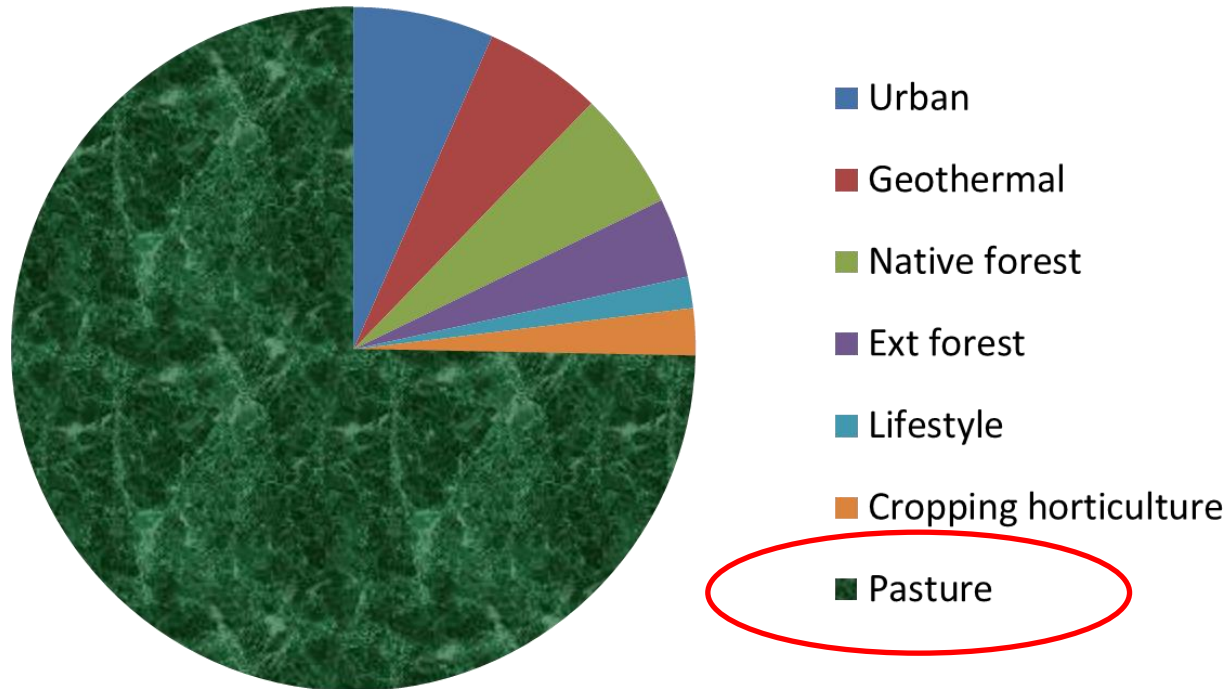 Urban
Geothermal
Native forest
Ext forest
Lifestyle
Cropping horticulture
Pasture